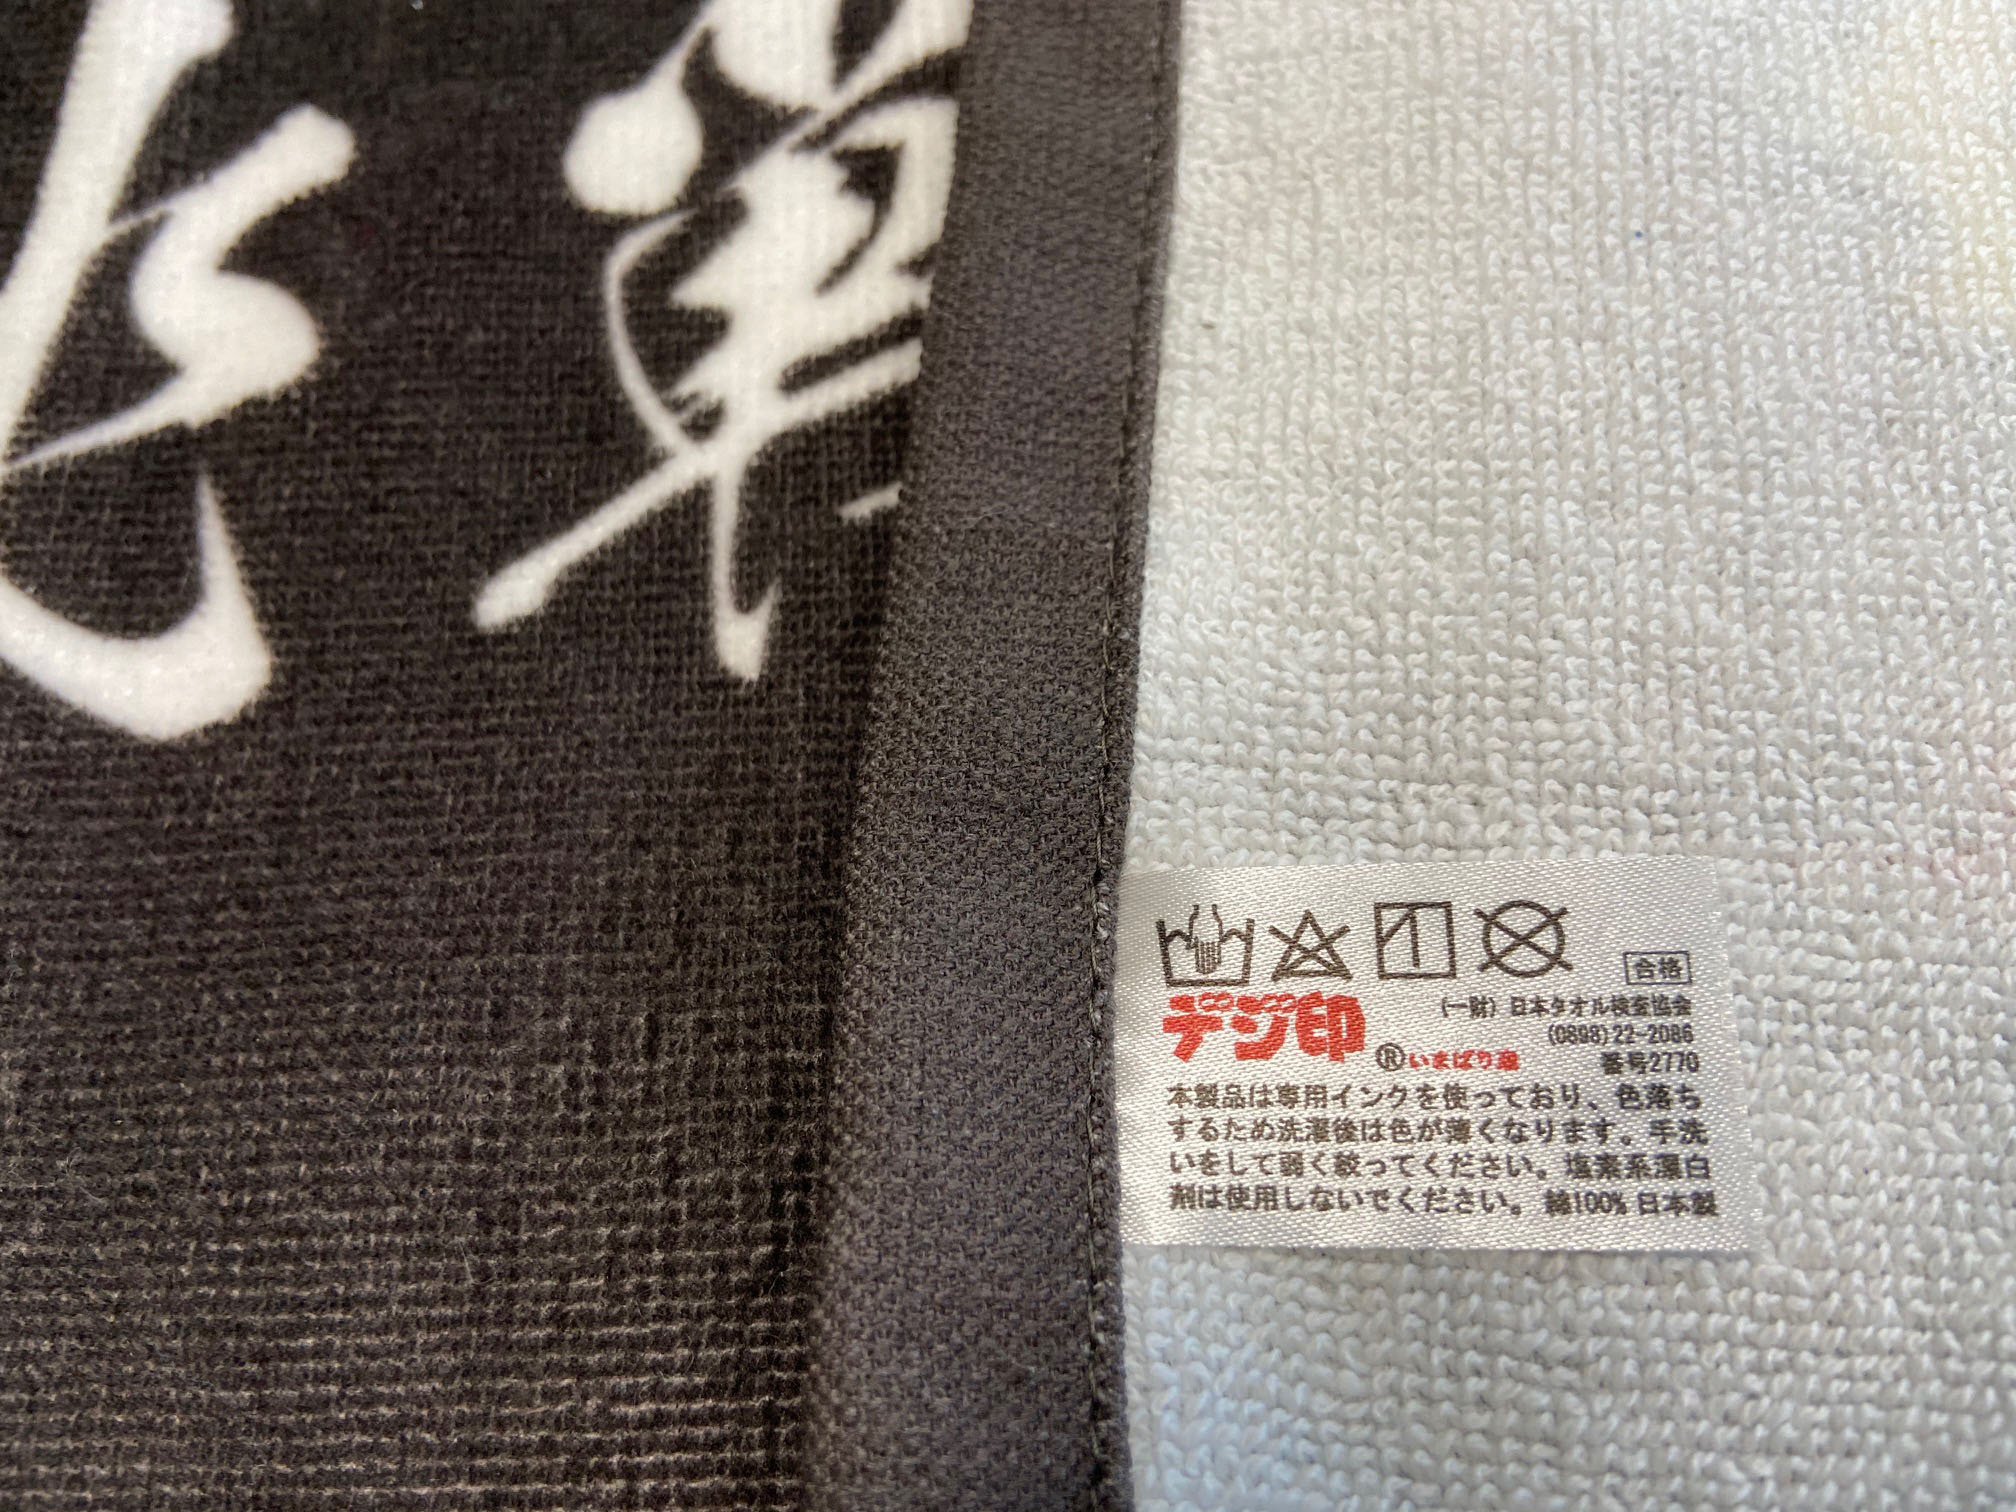 合格
デジ印
(一財) 日本タオル検査協会
(0898)22-2086
®いまばり産
番号2770
本製品は専用インクを使っており、色落ち
するため洗濯後は色が薄くなります。手洗
いをして弱く絞ってください。塩素系漂白
剤は使用しないでください。 綿100% 日本製